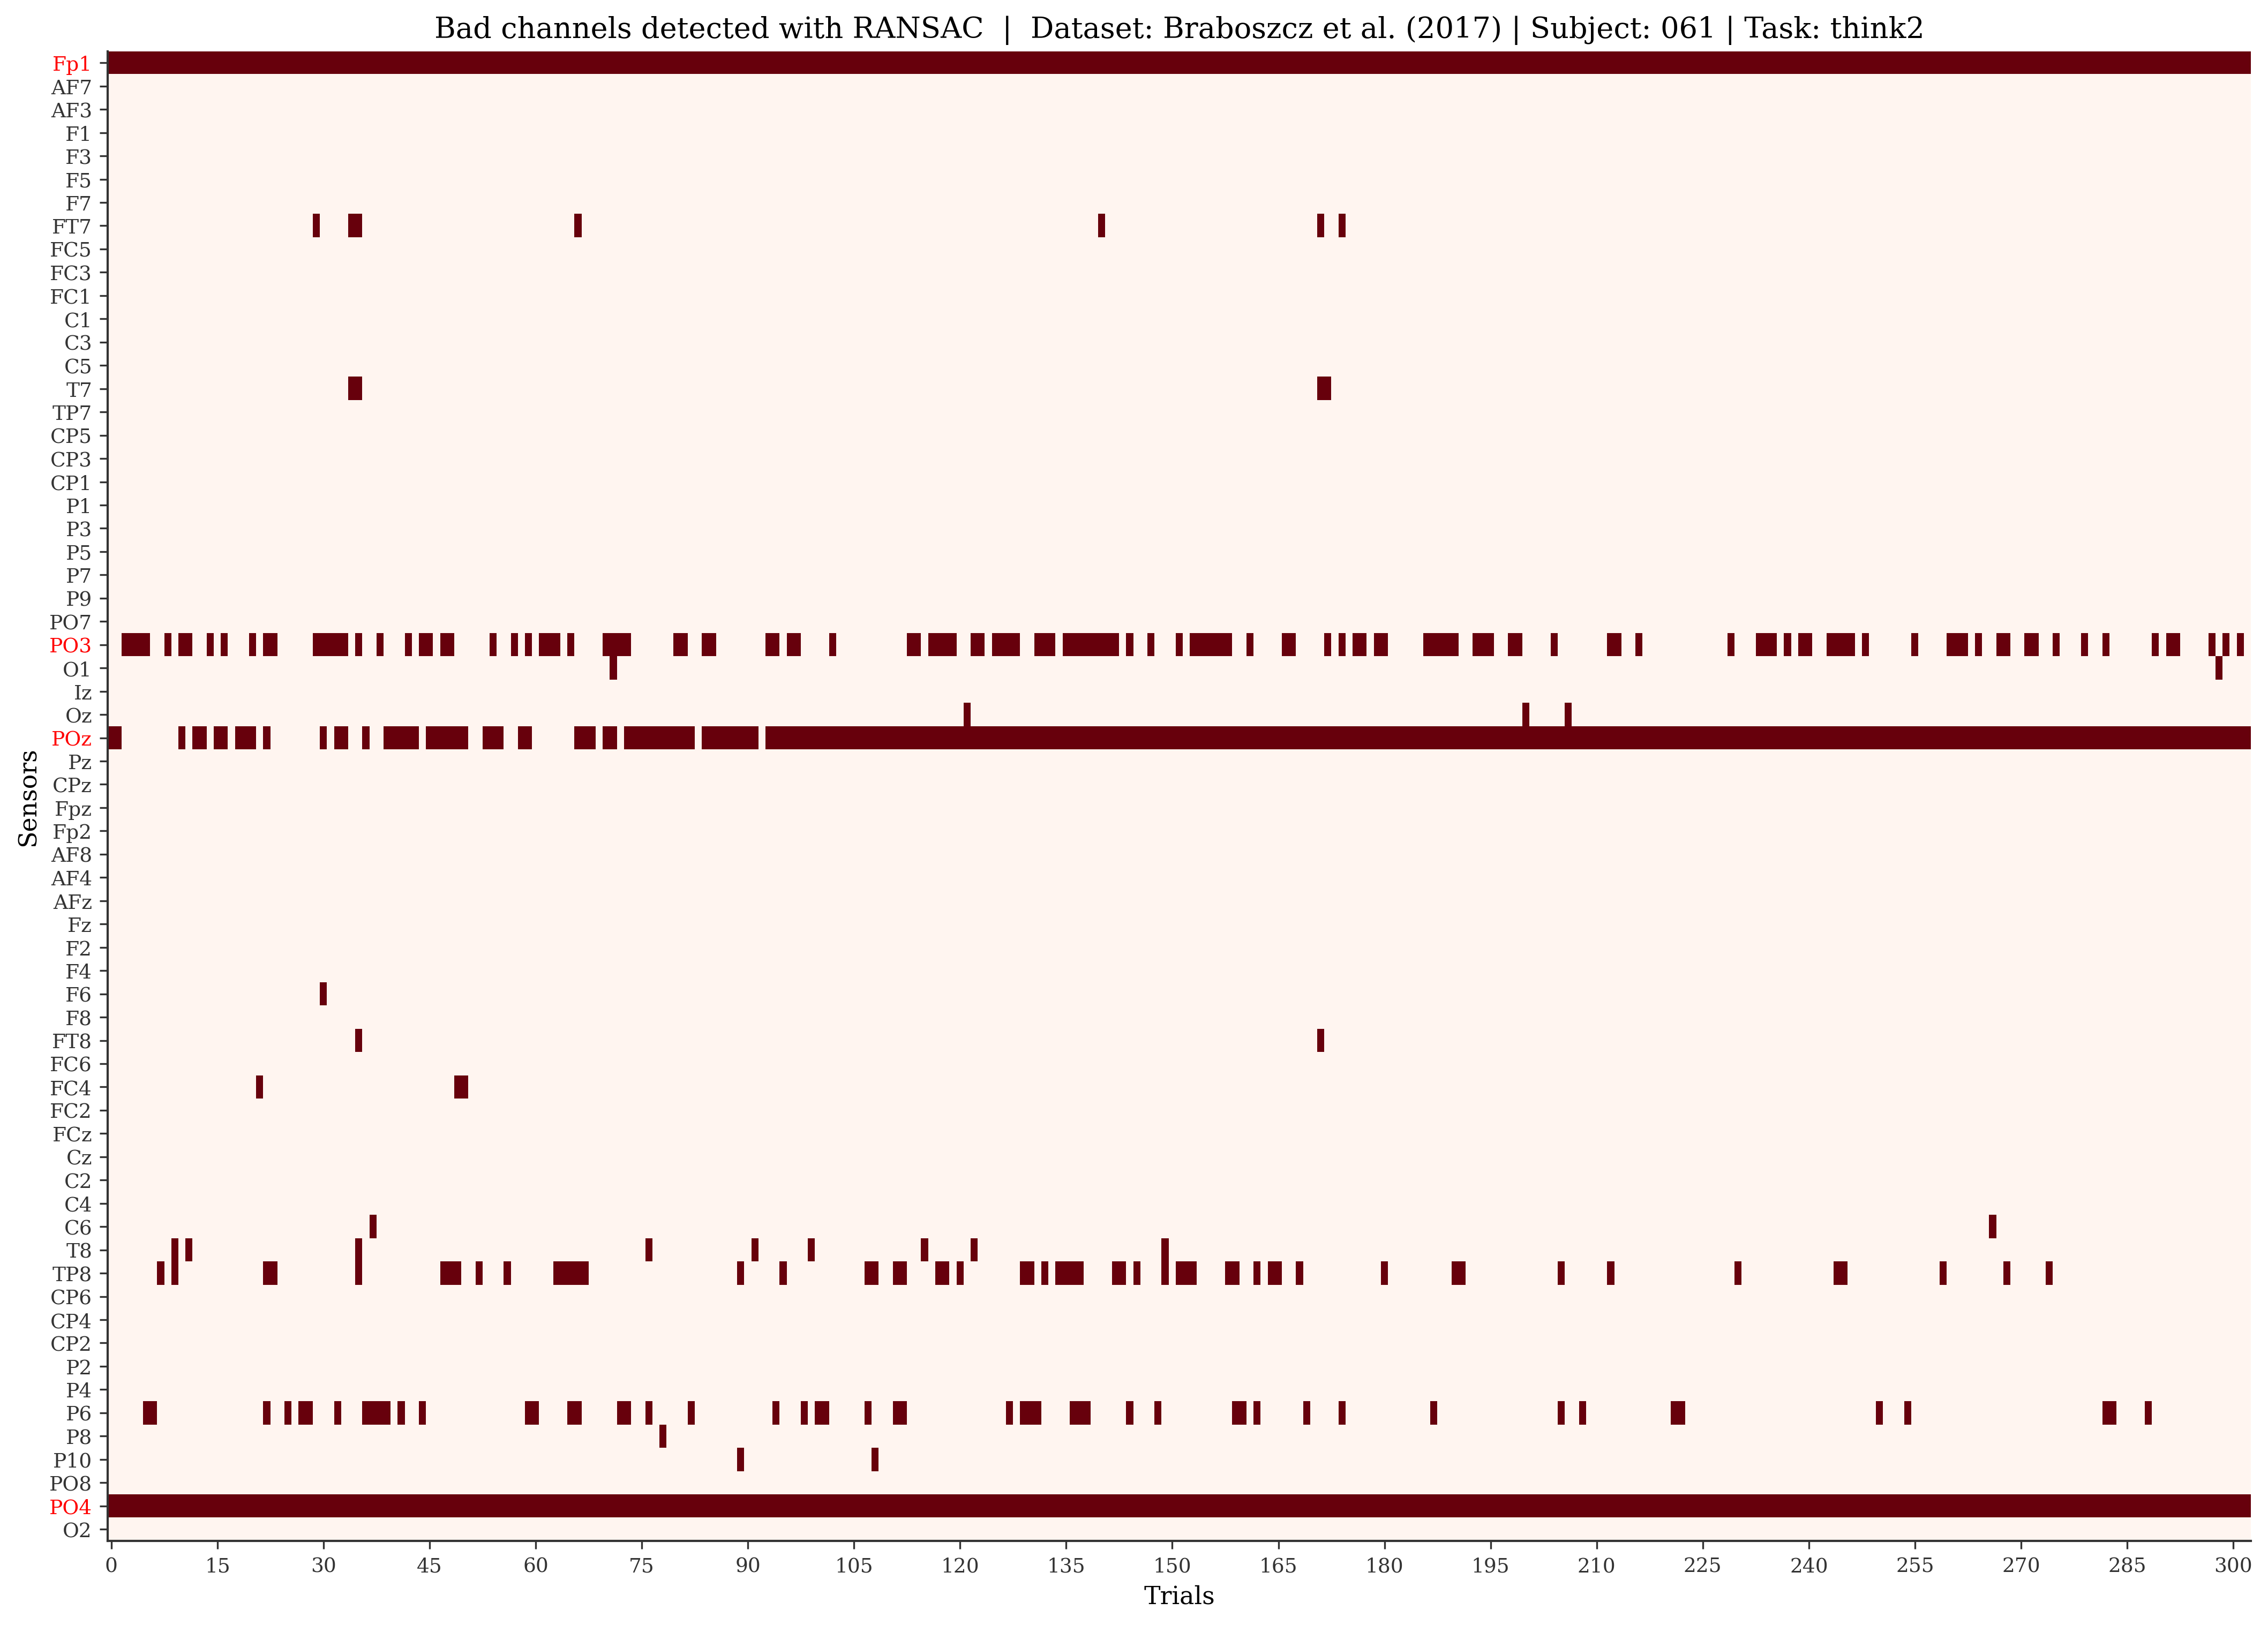 Bad channels detected with RANSAC | Dataset: Braboszcz et al. (2017) | Subject: 061 | Task: think2
Sensors
Fp1
AF7
AF3
F1
F3
F5
F7
FT7
FC5
FC3
FC1
C1
C3
C5
T7
TP7
CP5
CP3
CP1
P1
P3
P5
P7
P9
PO7
PO3
O1
Iz
Oz
POz
Pz
CPz
Fpz
Fp2
AF8
AF4
AFz
Fz
F2
F4
F6
F8
FT8
FC6
FC4
FC2
FCz
Cz
C2
C4
C6
T8
TP8
CP6
CP4
CP2
P2
P4
P6
P8
P10
PO8
PO4
O2
0 15 30 45 60 75 90 105 120 135 150 165 180 195 210 225 240 255 270 285 300
Trials